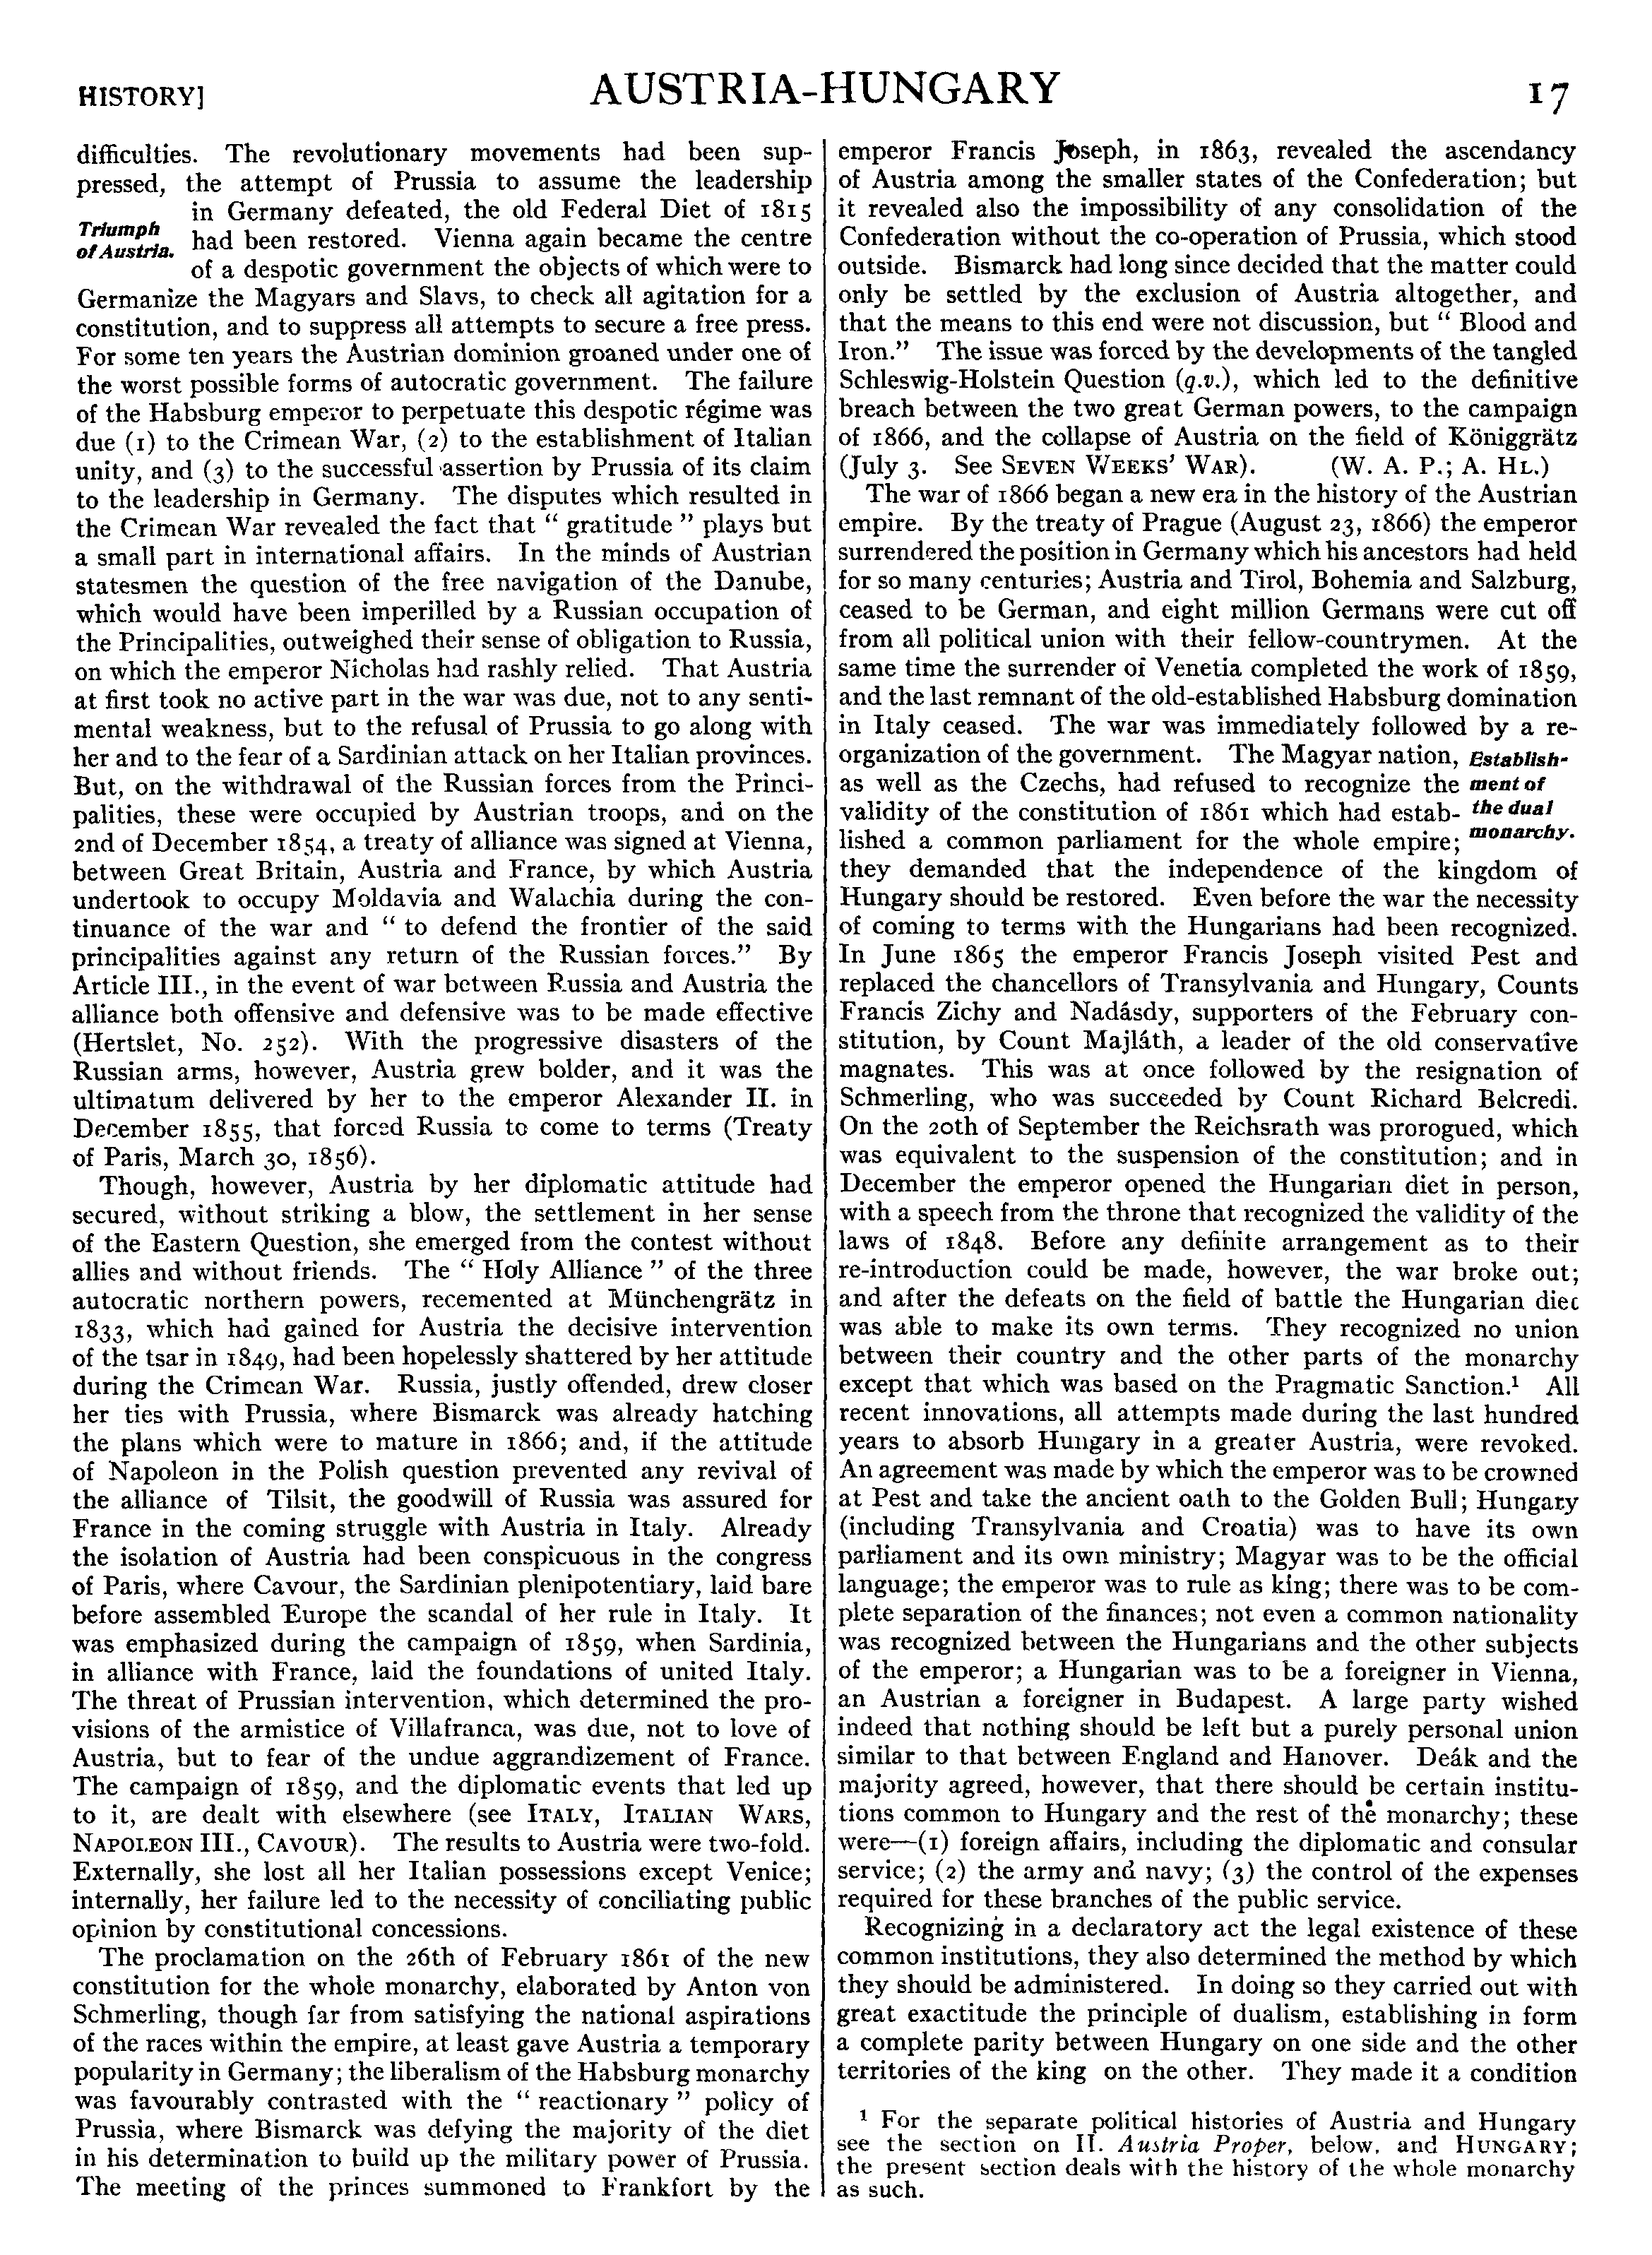 HISTORY]
AUSTRIA-HUNGARY
17
difficulties. The revolutionary movements had been sup-
pressed, the attempt of Prussia to assume the leadership
in Germany defeated, the old Federal Diet of 1815
Triumph
of Austria.
had been restored. Vienna again became the centre
of a despotic government the objects of which were to
Germanize the Magyars and Slavs, to check all agitation for a
constitution, and to suppress all attempts to secure a free press.
For some ten years the Austrian dominion groaned under one of
the worst possible forms of autocratic government. The failure
of the Habsburg emperor to perpetuate this despotic régime was
due (1) to the Crimean War, (2) to the establishment of Italian
unity, and (3) to the successful assertion by Prussia of its claim
to the leadership in Germany. The disputes which resulted in
the Crimean War revealed the fact that “ gratitude ” plays but
a small part in international affairs. In the minds of Austrian
statesmen the question of the free navigation of the Danube,
which would have been imperilled by a Russian occupation of
the Principalities, outweighed their sense of obligation to Russia,
on which the emperor Nicholas had rashly relied. That Austria
at first took no active part in the war was due, not to any senti-
mental weakness, but to the refusal of Prussia to go along with
her and to the fear of a Sardinian attack on her Italian provinces.
But, on the withdrawal of the Russian forces from the Princi-
palities, these were occupied by Austrian troops, and on the
2nd of December 1854, a treaty of alliance was signed at Vienna,
between Great Britain, Austria and France, by which Austria
undertook to occupy Moldavia and Walachia during the con-
tinuance of the war and “ to defend the frontier of the said
principalities against any return of the Russian forces.” By
Article III., in the event of war between Russia and Austria the
alliance both offensive and defensive was to be made effective
(Hertslet, No. 252). With the progressive disasters of the
Russian arms, however, Austria grew bolder, and it was the
ultimatum delivered by her to the emperor Alexander II. in
December 1855, that forced Russia to come to terms (Treaty
of Paris, March 30, 1856).
Though, however, Austria by her diplomatic attitude had
secured, without striking a blow, the settlement in her sense
of the Eastern Question, she emerged from the contest without
allies and without friends. The “ Holy Alliance ” of the three
autocratic northern powers, recemented at Münchengrätz in
1833, which had gained for Austria the decisive intervention
of the tsar in 1849, had been hopelessly shattered by her attitude
during the Crimean War. Russia, justly offended, drew closer
her ties with Prussia, where Bismarck was already hatching
the plans which were to mature in 1866; and, if the attitude
of Napoleon in the Polish question prevented any revival of
the alliance of Tilsit, the goodwill of Russia was assured for
France in the coming struggle with Austria in Italy. Already
the isolation of Austria had been conspicuous in the congress
of Paris, where Cavour, the Sardinian plenipotentiary, laid bare
before assembled Europe the scandal of her rule in Italy. It
was emphasized during the campaign of 1859, when Sardinia,
in alliance with France, laid the foundations of united Italy.
The threat of Prussian intervention, which determined the pro-
visions of the armistice of Villafranca, was due, not to love of
Austria, but to fear of the undue aggrandizement of France.
The campaign of 1859, and the diplomatic events that led up
to it, are dealt with elsewhere (see ITALY, ITALIAN WARS,
NAPOLEON III., CAVOUR). The results to Austria were two-fold.
Externally, she lost all her Italian possessions except Venice;
internally, her failure led to the necessity of conciliating public
opinion by constitutional concessions.
The proclamation on the 26th of February 1861 of the new
constitution for the whole monarchy, elaborated by Anton von
Schmerling, though far from satisfying the national aspirations
of the races within the empire, at least gave Austria a temporary
popularity in Germany; the liberalism of the Habsburg monarchy
was favourably contrasted with the “ reactionary ” policy of
Prussia, where Bismarck was defying the majority of the diet
in his determination to build up the military power of Prussia.
The meeting of the princes summoned to Frankfort by the
emperor Francis Joseph, in 1863, revealed the ascendancy
of Austria among the smaller states of the Confederation; but
it revealed also the impossibility of any consolidation of the
Confederation without the co-operation of Prussia, which stood
outside. Bismarck had long since decided that the matter could
only be settled by the exclusion of Austria altogether, and
that the means to this end were not discussion, but “ Blood and
Iron.” The issue was forced by the developments of the tangled
Schleswig-Holstein Question (q.v.), which led to the definitive
breach between the two great German powers, to the campaign
of 1866, and the collapse of Austria on the field of Königgrätz
(July 3. See SEVEN WEEKS’ WAR). (W. A. P.; A. HL.)
The war of 1866 began a new era in the history of the Austrian
empire. By the treaty of Prague (August 23, 1866) the emperor
surrendered the position in Germany which his ancestors had held
for so many centuries; Austria and Tirol, Bohemia and Salzburg,
ceased to be German, and eight million Germans were cut off
from all political union with their fellow-countrymen. At the
same time the surrender of Venetia completed the work of 1859,
and the last remnant of the old-established Habsburg domination
in Italy ceased. The war was immediately followed by a re-
organization of the government. The Magyar nation,
as well as the Czechs, had refused to recognize the
validity of the constitution of 1861 which had estab-
lished a common parliament for the whole empire;
Establish-
ment of
the dual
monarchy.
they demanded that the independence of the kingdom of
Hungary should be restored. Even before the war the necessity
of coming to terms with the Hungarians had been recognized.
In June 1865 the emperor Francis Joseph visited Pest and
replaced the chancellors of Transylvania and Hungary, Counts
Francis Zichy and Nadásdy, supporters of the February con-
stitution, by Count Majláth, a leader of the old conservative
magnates. This was at once followed by the resignation of
Schmerling, who was succeeded by Count Richard Belcredi.
On the 20th of September the Reichsrath was prorogued, which
was equivalent to the suspension of the constitution; and in
December the emperor opened the Hungarian diet in person,
with a speech from the throne that recognized the validity of the
laws of 1848. Before any definite arrangement as to their
re-introduction could be made, however, the war broke out;
and after the defeats on the field of battle the Hungarian diet
was able to make its own terms. They recognized no union
between their country and the other parts of the monarchy
except that which was based on the Pragmatic Sanction.¹ All
recent innovations, all attempts made during the last hundred
years to absorb Hungary in a greater Austria, were revoked.
An agreement was made by which the emperor was to be crowned
at Pest and take the ancient oath to the Golden Bull; Hungary
(including Transylvania and Croatia) was to have its own
parliament and its own ministry; Magyar was to be the official
language; the emperor was to rule as king; there was to be com-
plete separation of the finances; not even a common nationality
was recognized between the Hungarians and the other subjects
of the emperor; a Hungarian was to be a foreigner in Vienna,
an Austrian a foreigner in Budapest. A large party wished
indeed that nothing should be left but a purely personal union
similar to that between England and Hanover. Deák and the
majority agreed, however, that there should be certain institu-
tions common to Hungary and the rest of the monarchy; these
were—(1) foreign affairs, including the diplomatic and consular
service; (2) the army and navy; (3) the control of the expenses
required for these branches of the public service.
Recognizing in a declaratory act the legal existence of these
common institutions, they also determined the method by which
they should be administered. In doing so they carried out with
great exactitude the principle of dualism, establishing in form
a complete parity between Hungary on one side and the other
territories of the king on the other. They made it a condition
¹ For the separate political histories of Austria and Hungary
see the section on II. Austria Proper, below, and HUNGARY;
the present section deals with the history of the whole monarchy
as such.